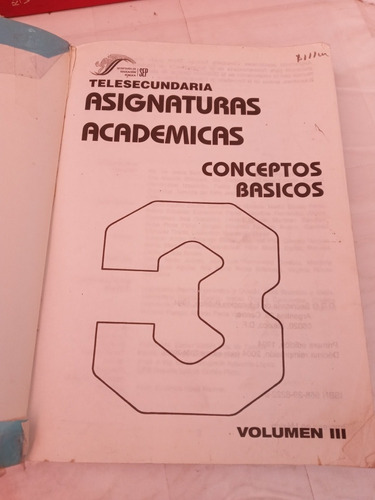 SEP
TELESECUNDARIA
ASIGNATURAS
ACADEMICAS
CONCEPTOS
BASICOS
3
VOLUMEN III